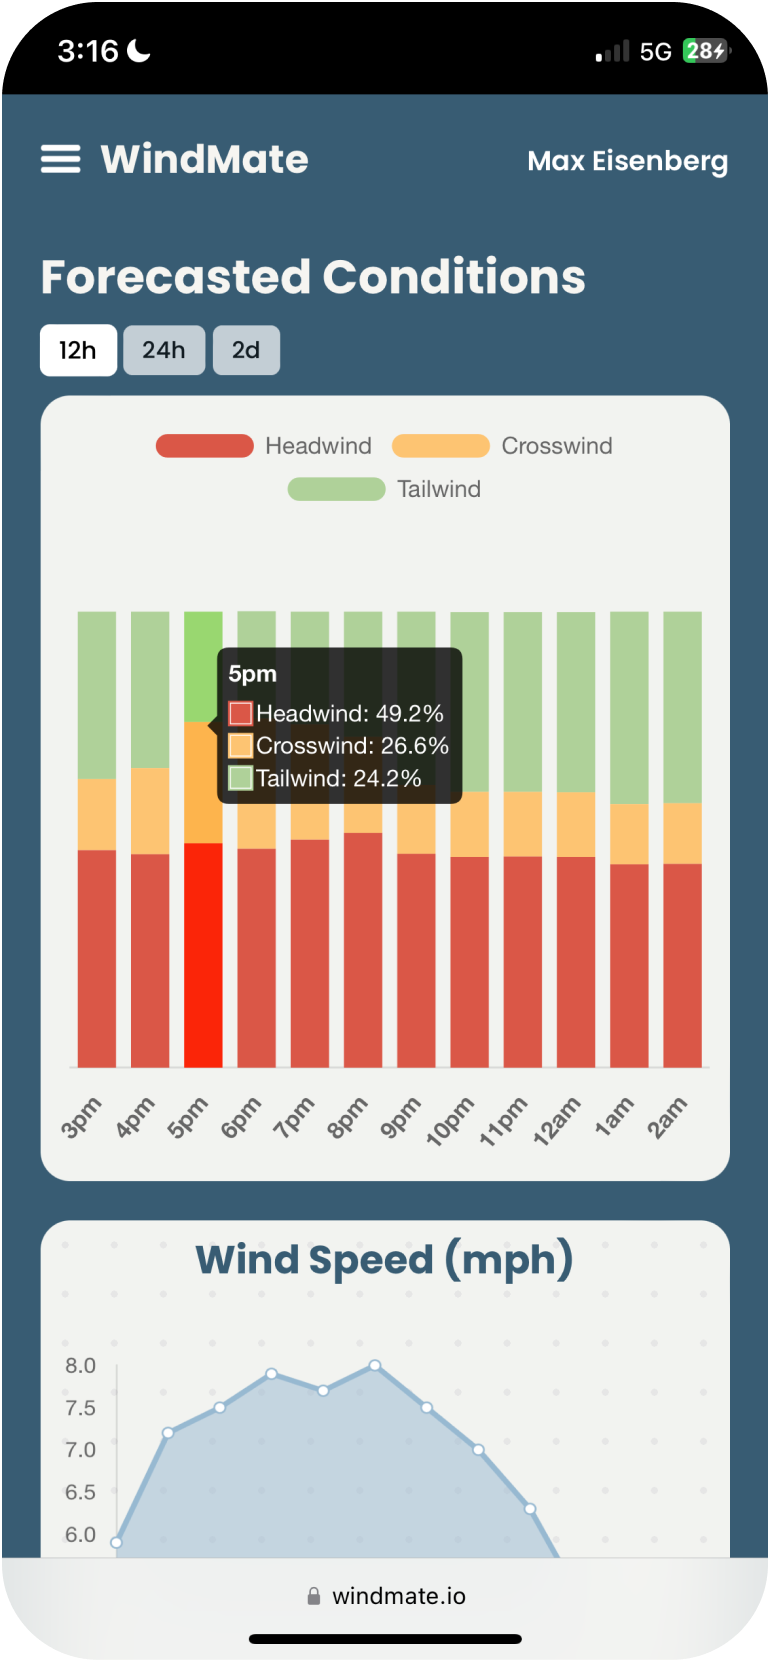 3:16 5G 28
WindMate Max Eisenberg
Forecasted Conditions
12h 24h 2d
Headwind Crosswind
Tailwind
5pm
Headwind: 49.2%
Crosswind: 26.6%
Tailwind: 24.2%
3pm 4pm 5pm 6pm 7pm 8pm 9pm 10pm 11pm 12am 1am 2am
Wind Speed (mph)
8.0
7.5
7.0
6.5
6.0
windmate.io